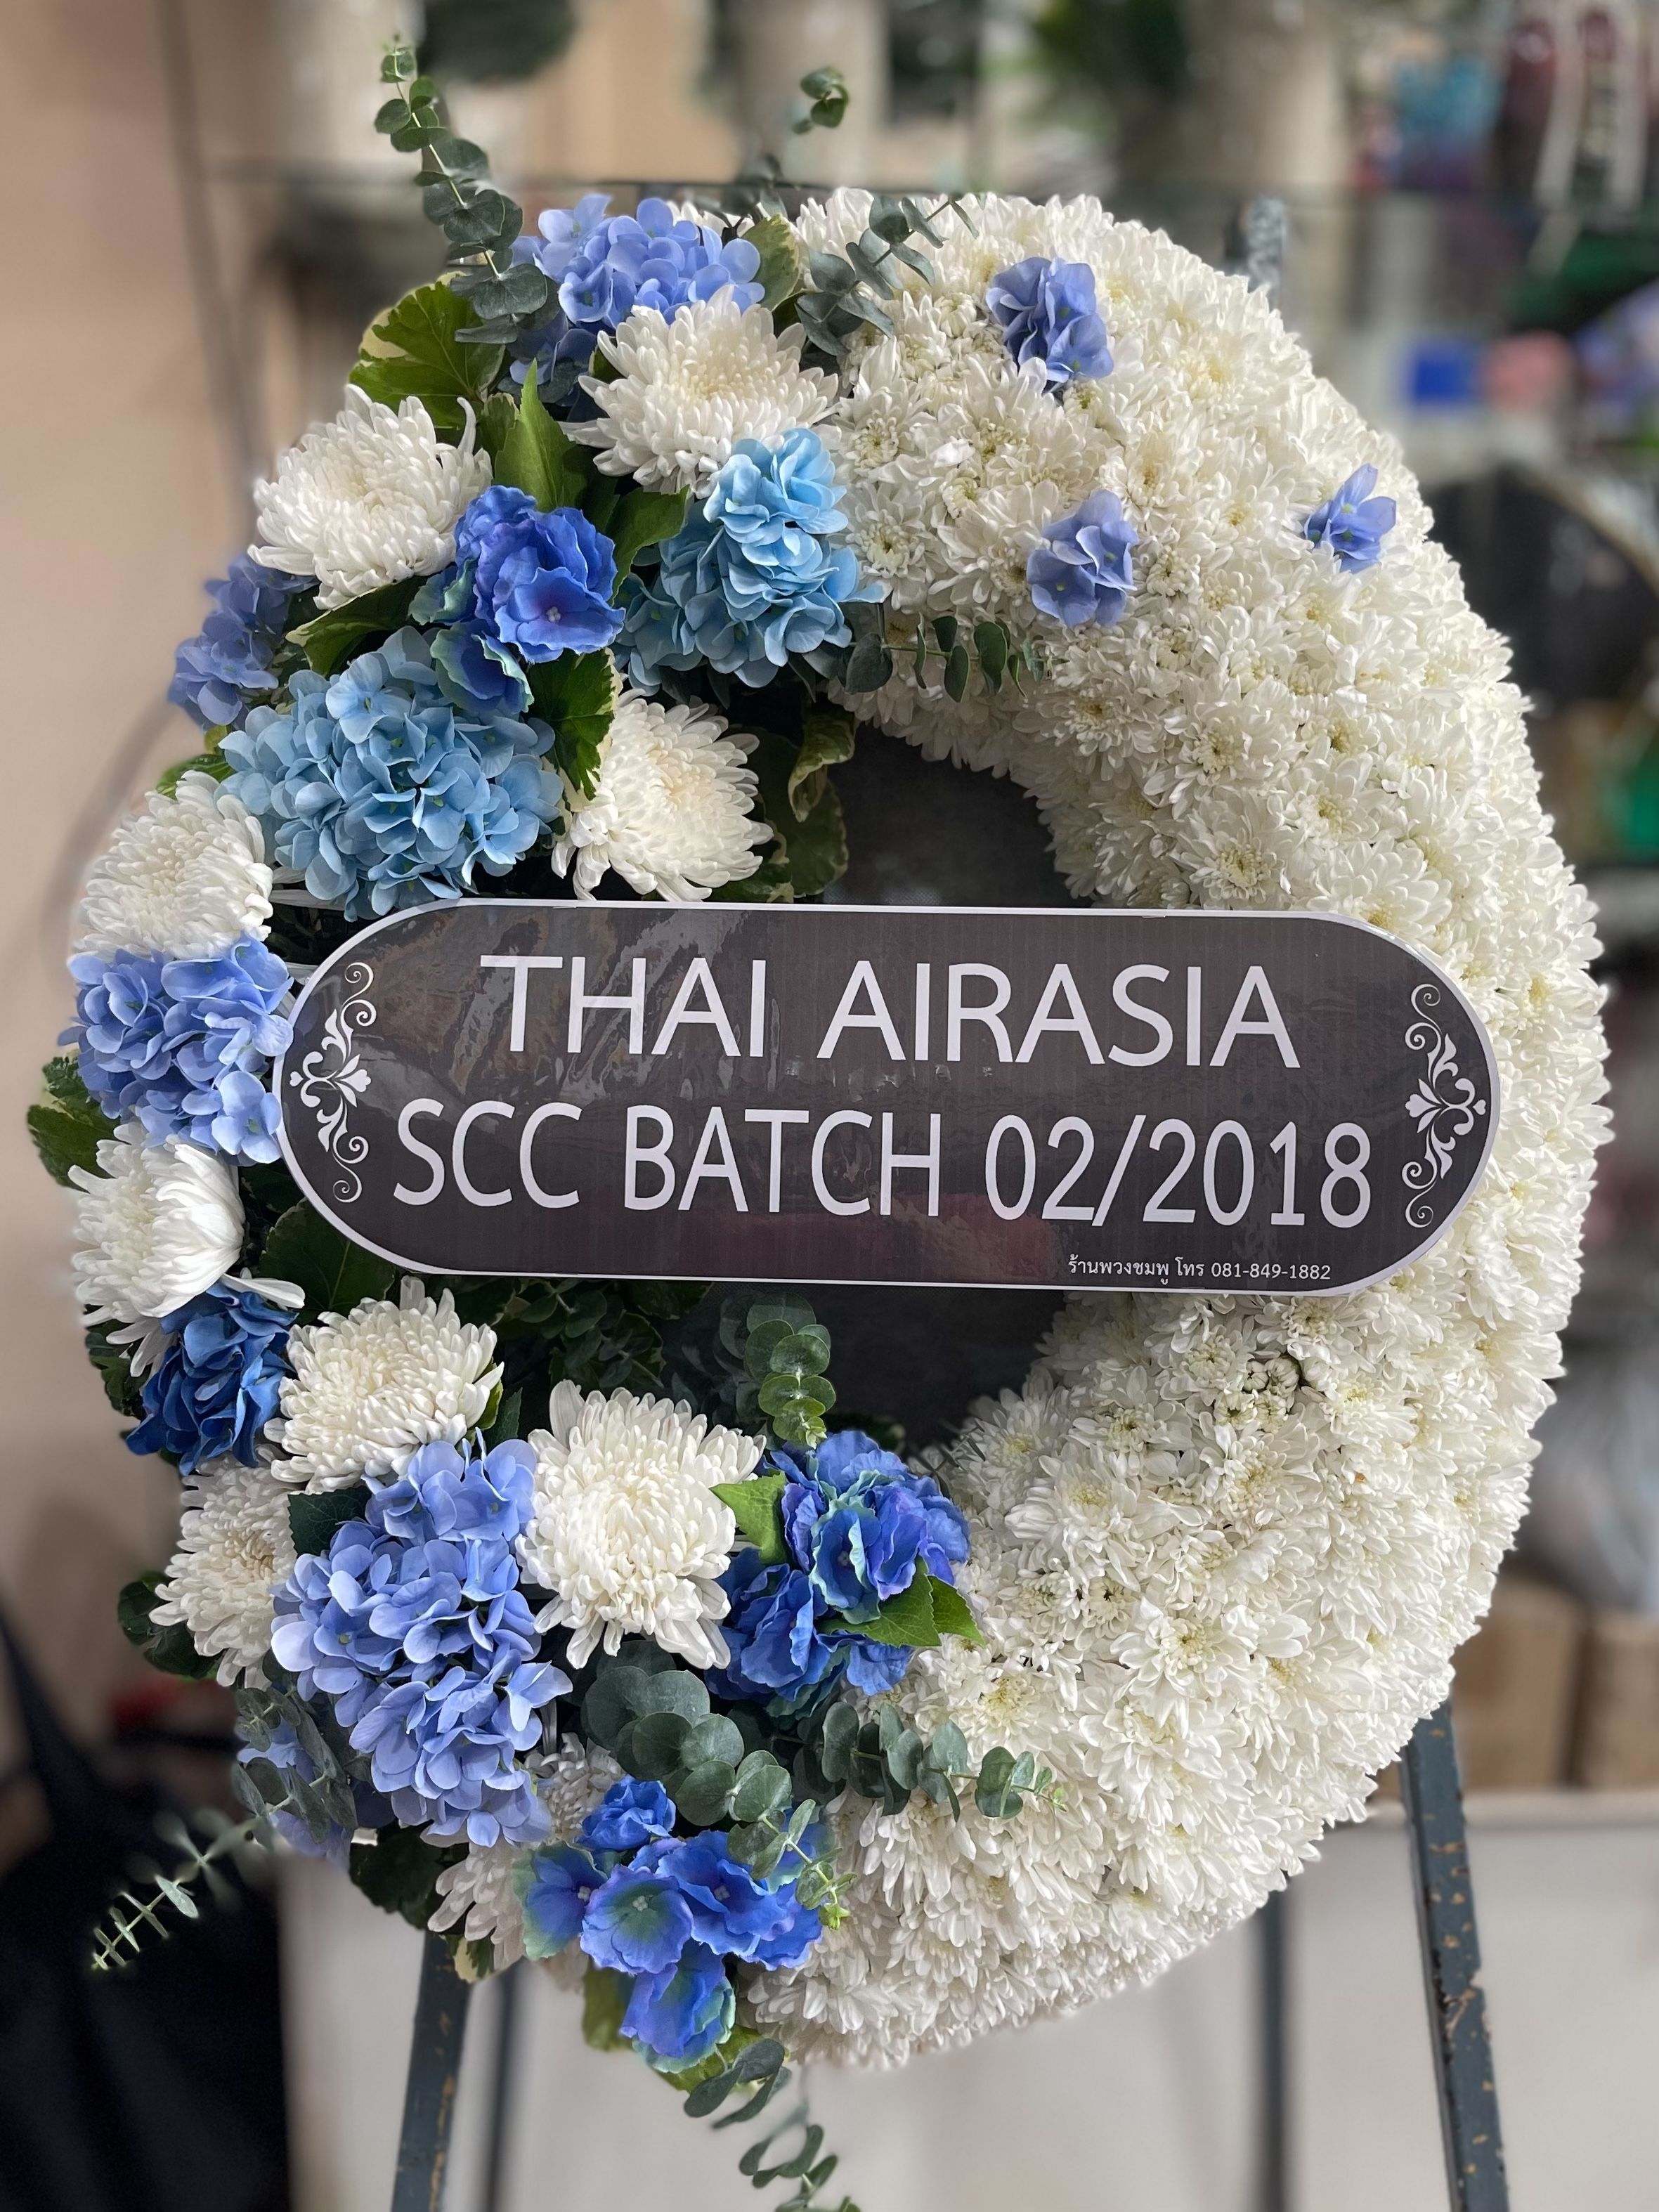 THAI AIRASIA
SCC BATCH 02/2018
ร้านพวงชมพู โทร 081-849-1882